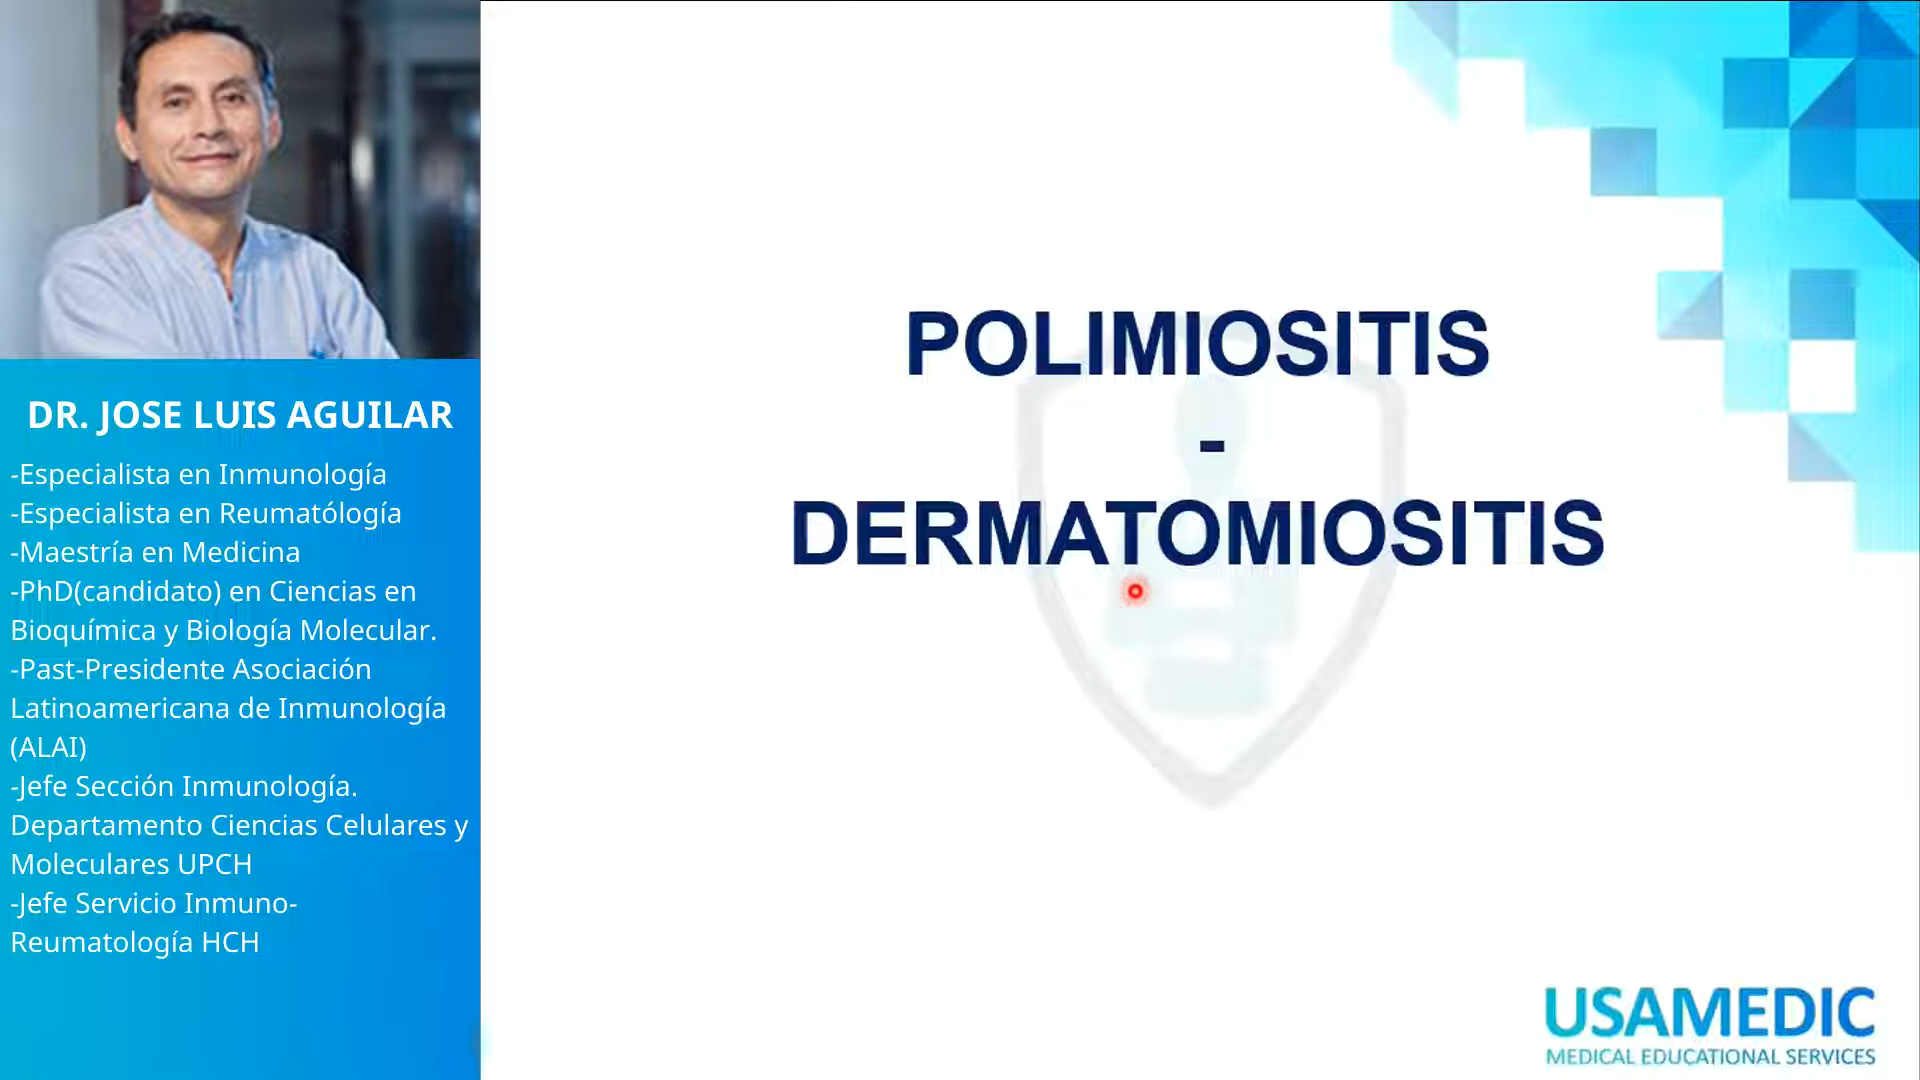 DR. JOSE LUIS AGUILAR
-Especialista en Inmunología
-Especialista en Reumatólogía
-Maestría en Medicina
-PhD(candidato) en Ciencias en
Bioquímica y Biología Molecular.
-Past-Presidente Asociación
Latinoamericana de Inmunología
(ALAI)
-Jefe Sección Inmunología.
Departamento Ciencias Celulares y
Moleculares UPCH
-Jefe Servicio Inmuno-
Reumatología HCH
POLIMIOSITIS
-
DERMATOMIOSITIS
USAMEDIC
MEDICAL EDUCATIONAL SERVICES